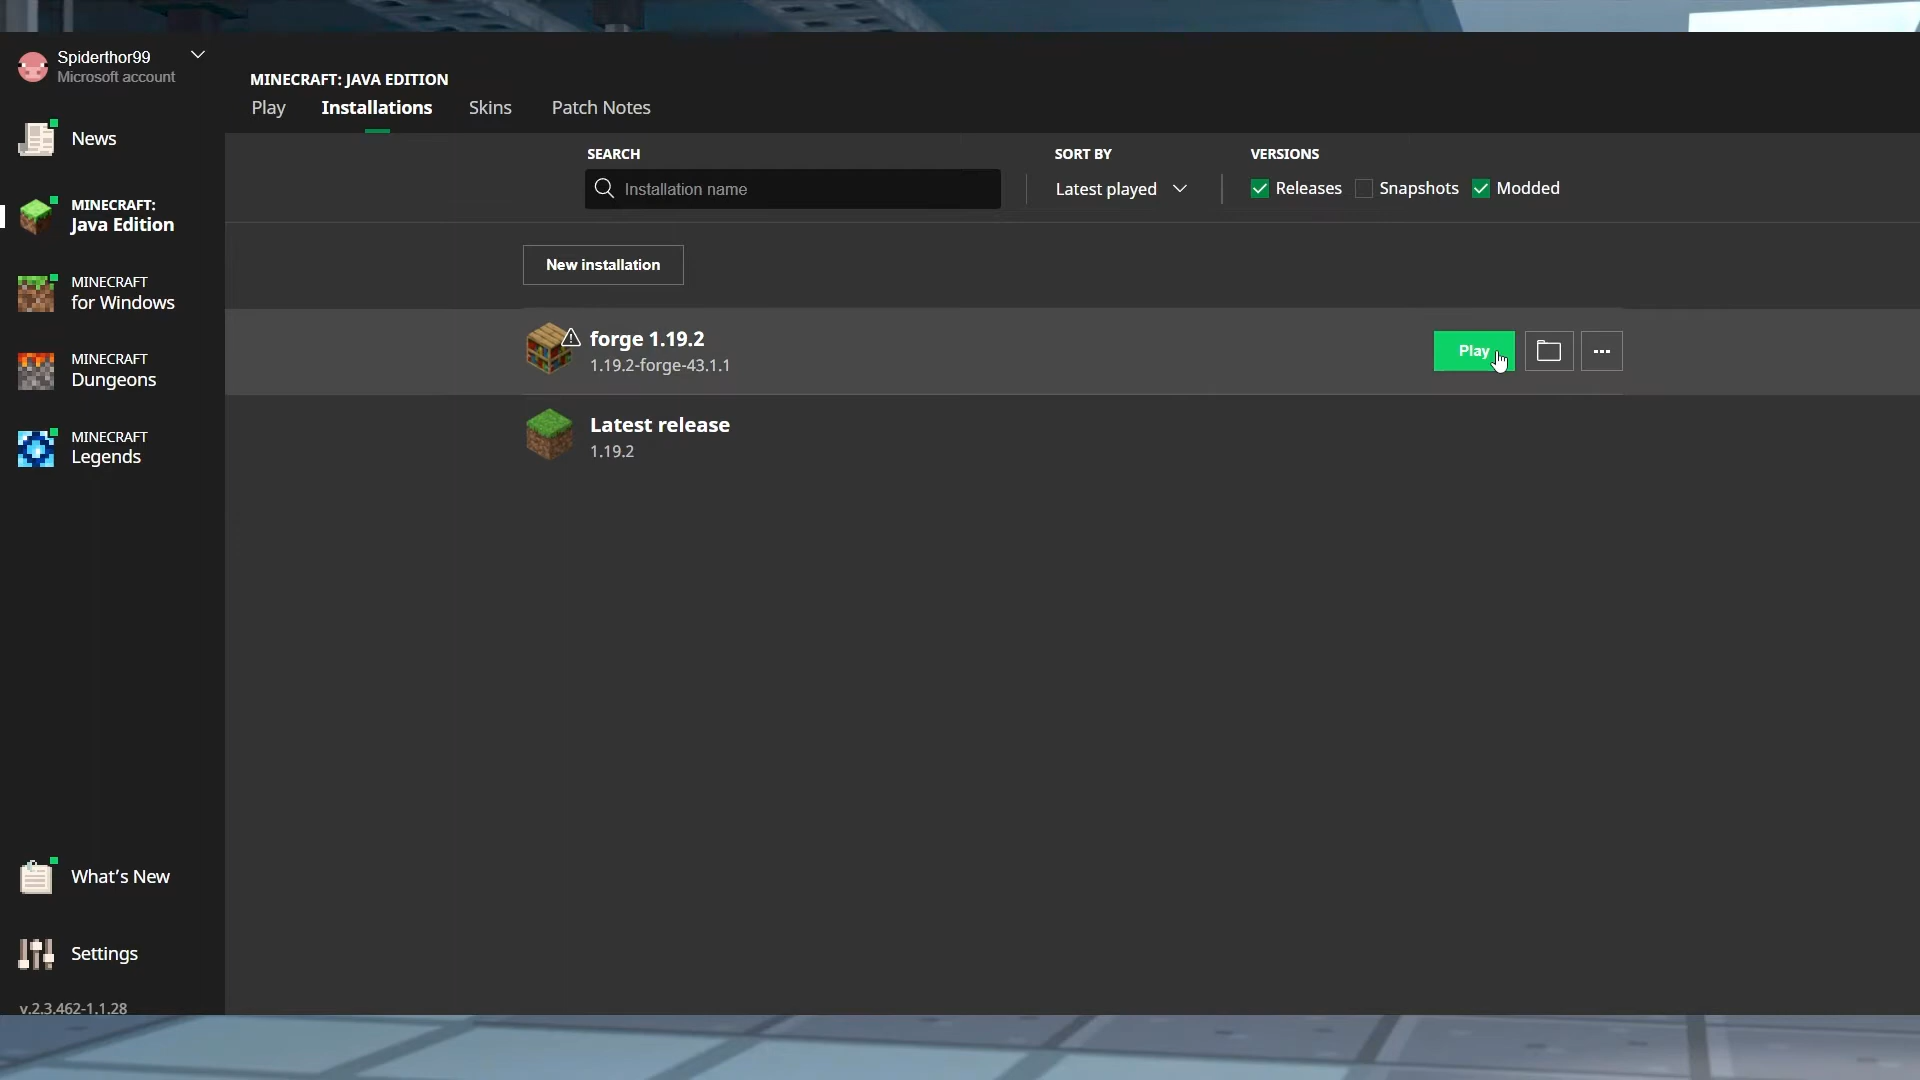 Spiderthor99
Microsoft account
News
MINECRAFT:
Java Edition
MINECRAFT
for Windows
MINECRAFT
Dungeons
MINECRAFT
Legends
What's New
Settings
v.2.3.462-1.1.28
MINECRAFT: JAVA EDITION
Play Installations Skins Patch Notes
SEARCH SORT BY VERSIONS
Installation name Latest played Releases Snapshots Modded
New installation
forge 1.19.2
1.19.2-forge-43.1.1
Play
Latest release
1.19.2